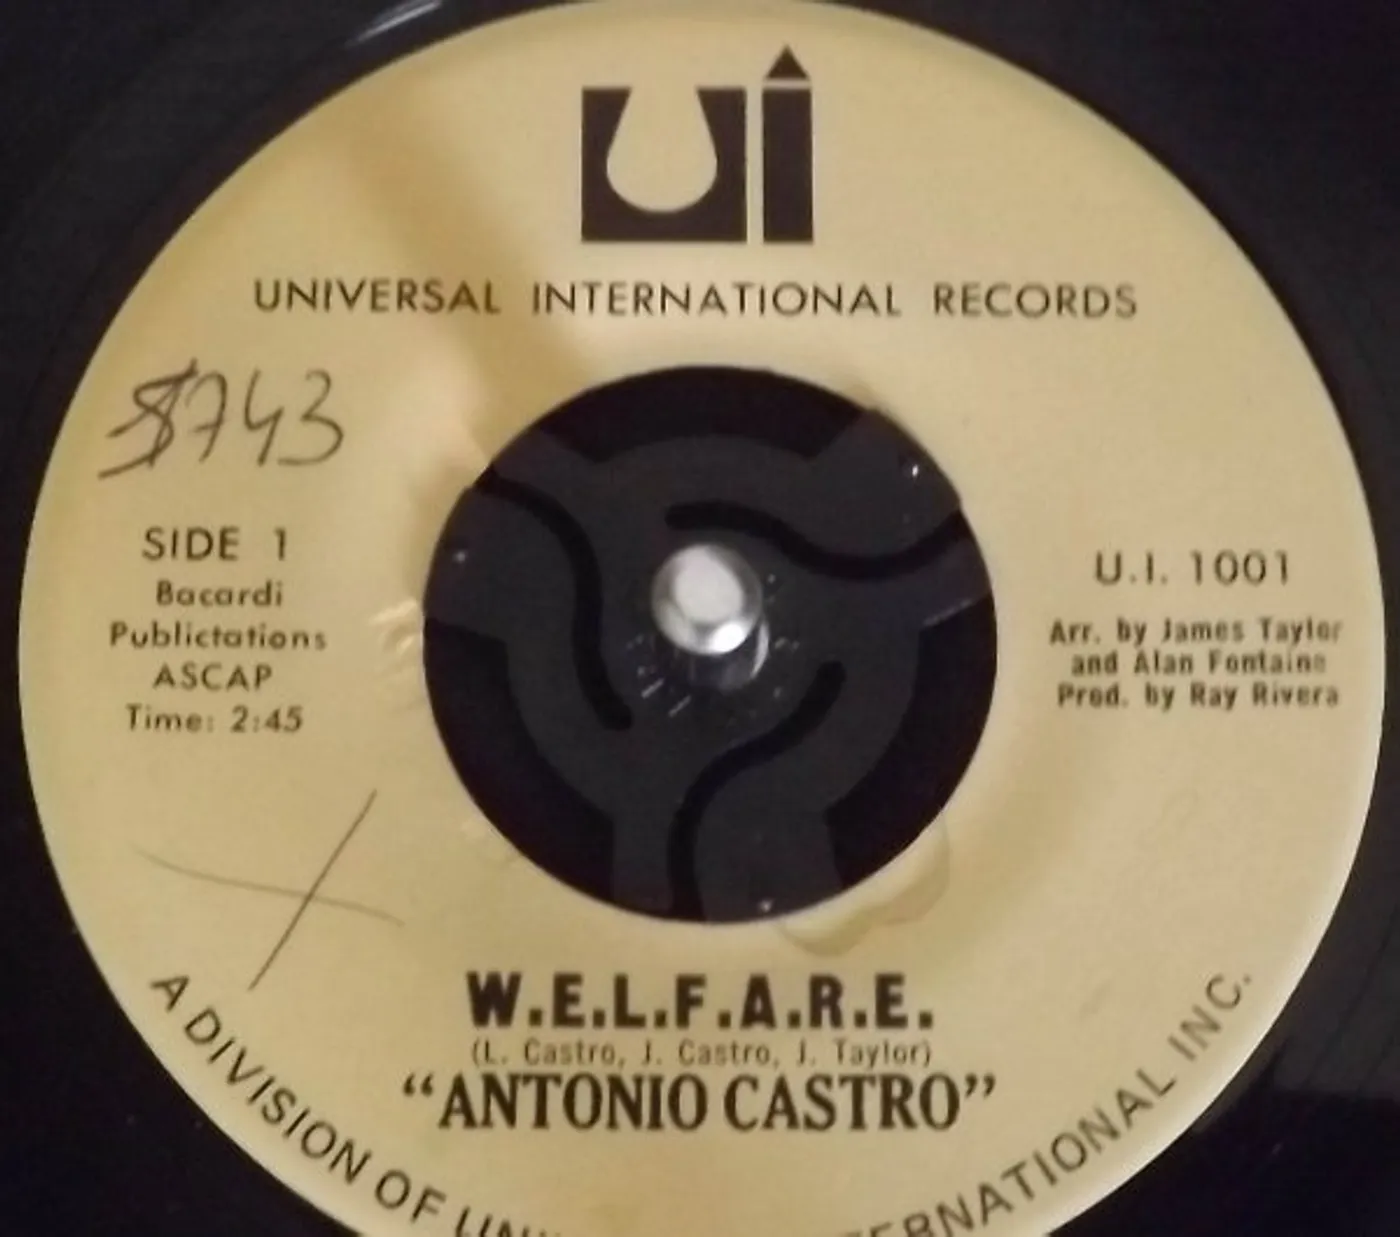 ui
UNIVERSAL INTERNATIONAL RECORDS
$743
SIDE 1
Bacardi
Publictations
ASCAP
Time: 2:45
U.I. 1001
Arr. by James Taylor
and Alan Fontaine
Prod. by Ray Rivera
W.E.L.F.A.R.E.
(L. Castro, J. Castro, J. Taylor)
“ANTONIO CASTRO”
A DIVISION OF INTERNATIONAL INC.